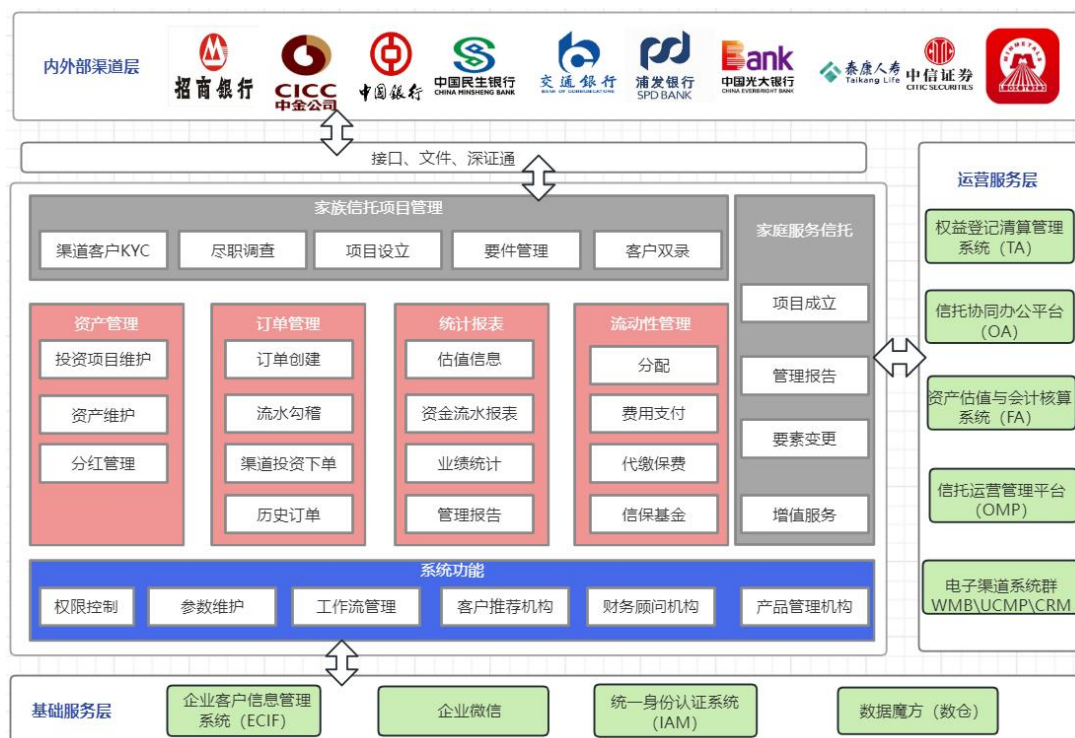 内外部渠道层
招商银行
CICC
中金公司
中国银行
中国民生银行
CHINA MINSHENG BANK
交通银行
BANK OF COMMUNICATIONS
浦发银行
SPD BANK
Bank
中国光大银行
CHINA EVERBRIGHT BANK
泰康人寿
Taikang Life
中信证券
CITIC SECURITIES
MINMETALS
接口、文件、深证通
家族信托项目管理
渠道客户KYC
尽职调查
项目设立
要件管理
客户双录
家庭服务信托
项目成立
管理报告
要素变更
增值服务
资产管理
投资项目维护
资产维护
分红管理
订单管理
订单创建
流水勾稽
渠道投资下单
历史订单
统计报表
估值信息
资金流水报表
业绩统计
管理报告
流动性管理
分配
费用支付
代缴保费
信保基金
系统功能
权限控制
参数维护
工作流管理
客户推荐机构
财务顾问机构
产品管理机构
运营服务层
权益登记清算管理
系统（TA）
信托协同办公平台
（OA）
资产估值与会计核算
系统（FA）
信托运营管理平台
（OMP）
电子渠道系统群
WMB\UCMP\CRM
基础服务层
企业客户信息管理
系统（ECIF）
企业微信
统一身份认证系统
（IAM）
数据魔方（数仓）